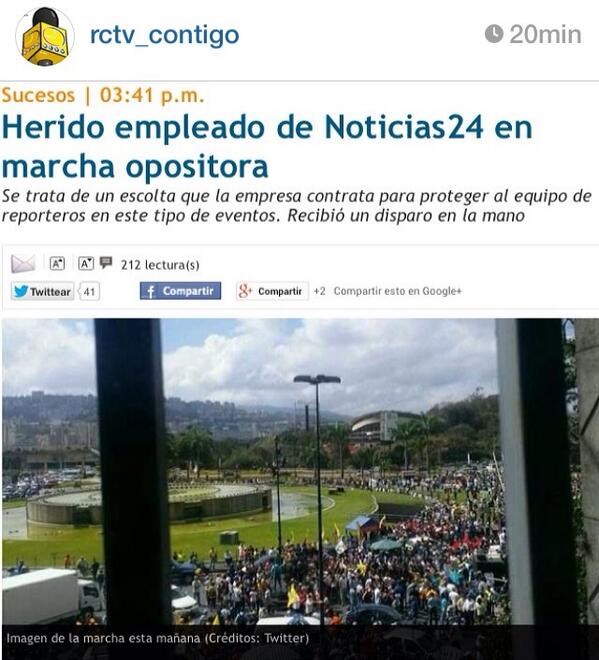 rctv_contigo
20min
Sucesos | 03:41 p.m.
Herido empleado de Noticias24 en
marcha opositora
Se trata de un escolta que la empresa contrata para proteger al equipo de
reporteros en este tipo de eventos. Recibió un disparo en la mano
A A 212 lectura(s)
Twittear 41 f Compartir g+ Compartir +2 Compartir esto en Google+
Imagen de la marcha esta mañana (Créditos: Twitter)